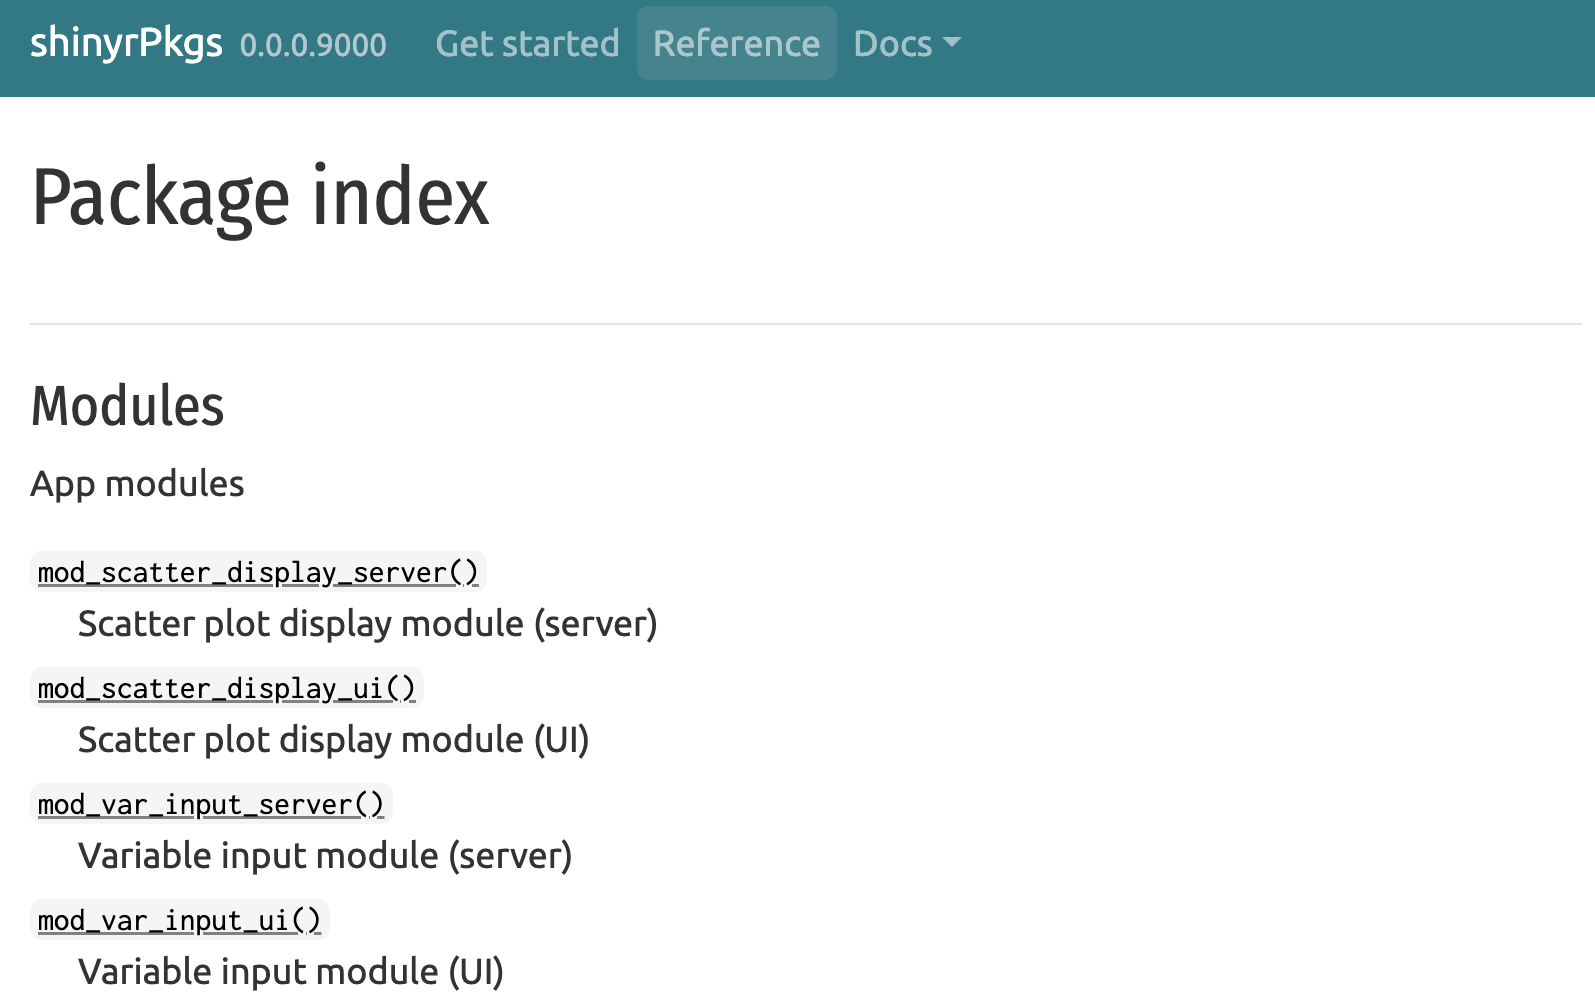 shinyrPkgs 0.0.0.9000 Get started Reference Docs
Package index
Modules
App modules
mod_scatter_display_server()
Scatter plot display module (server)
mod_scatter_display_ui()
Scatter plot display module (UI)
mod_var_input_server()
Variable input module (server)
mod_var_input_ui()
Variable input module (UI)